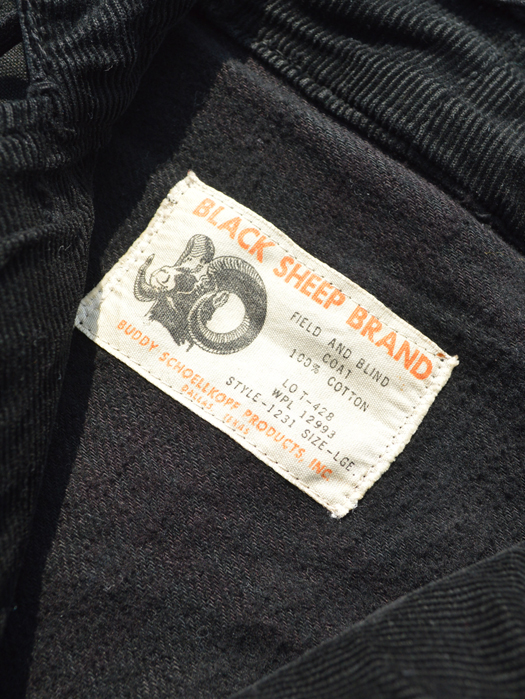 BLACK SHEEP BRAND
FIELD AND BLIND
COAT
100% COTTON
LOT-428
WPL 12993
STYLE-1231 SIZE-LGE.
BUDDY SCHOELLKOPF PRODUCTS, INC.
DALLAS, TEXAS